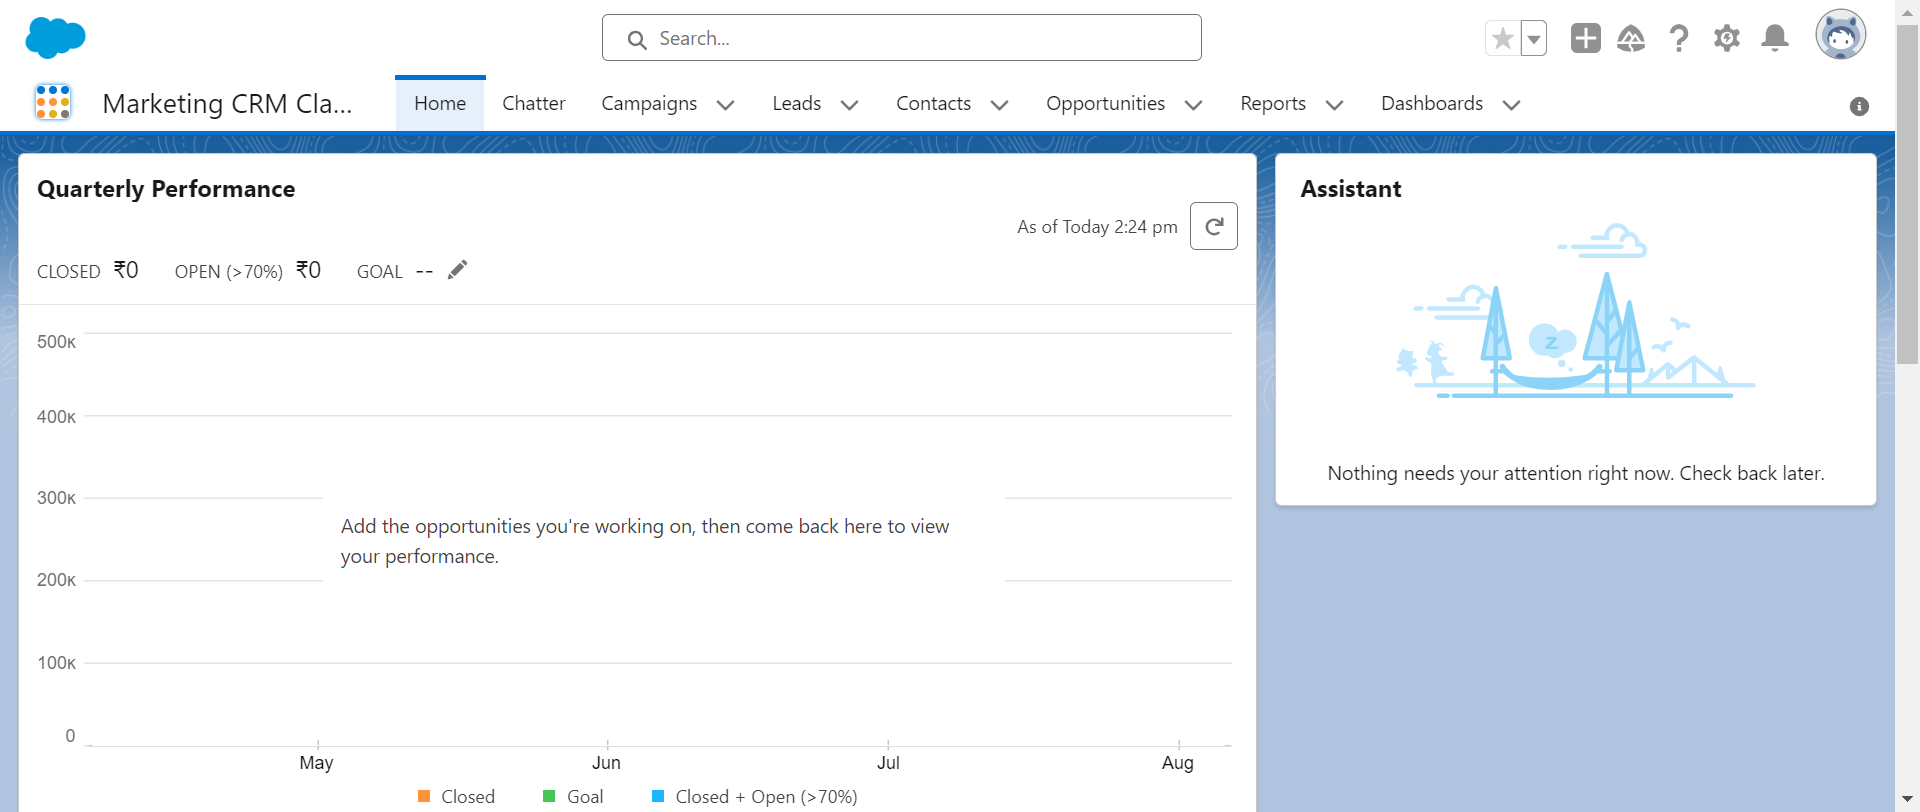 Search...
Marketing CRM Cla...
Home
Chatter
Campaigns
Leads
Contacts
Opportunities
Reports
Dashboards
Quarterly Performance
As of Today 2:24 pm
CLOSED ₹0 OPEN (>70%) ₹0 GOAL --
500K
400K
300K
200K
100K
0
Add the opportunities you're working on, then come back here to view
your performance.
May Jun Jul Aug
Closed Goal Closed + Open (>70%)
Assistant
z
Nothing needs your attention right now. Check back later.